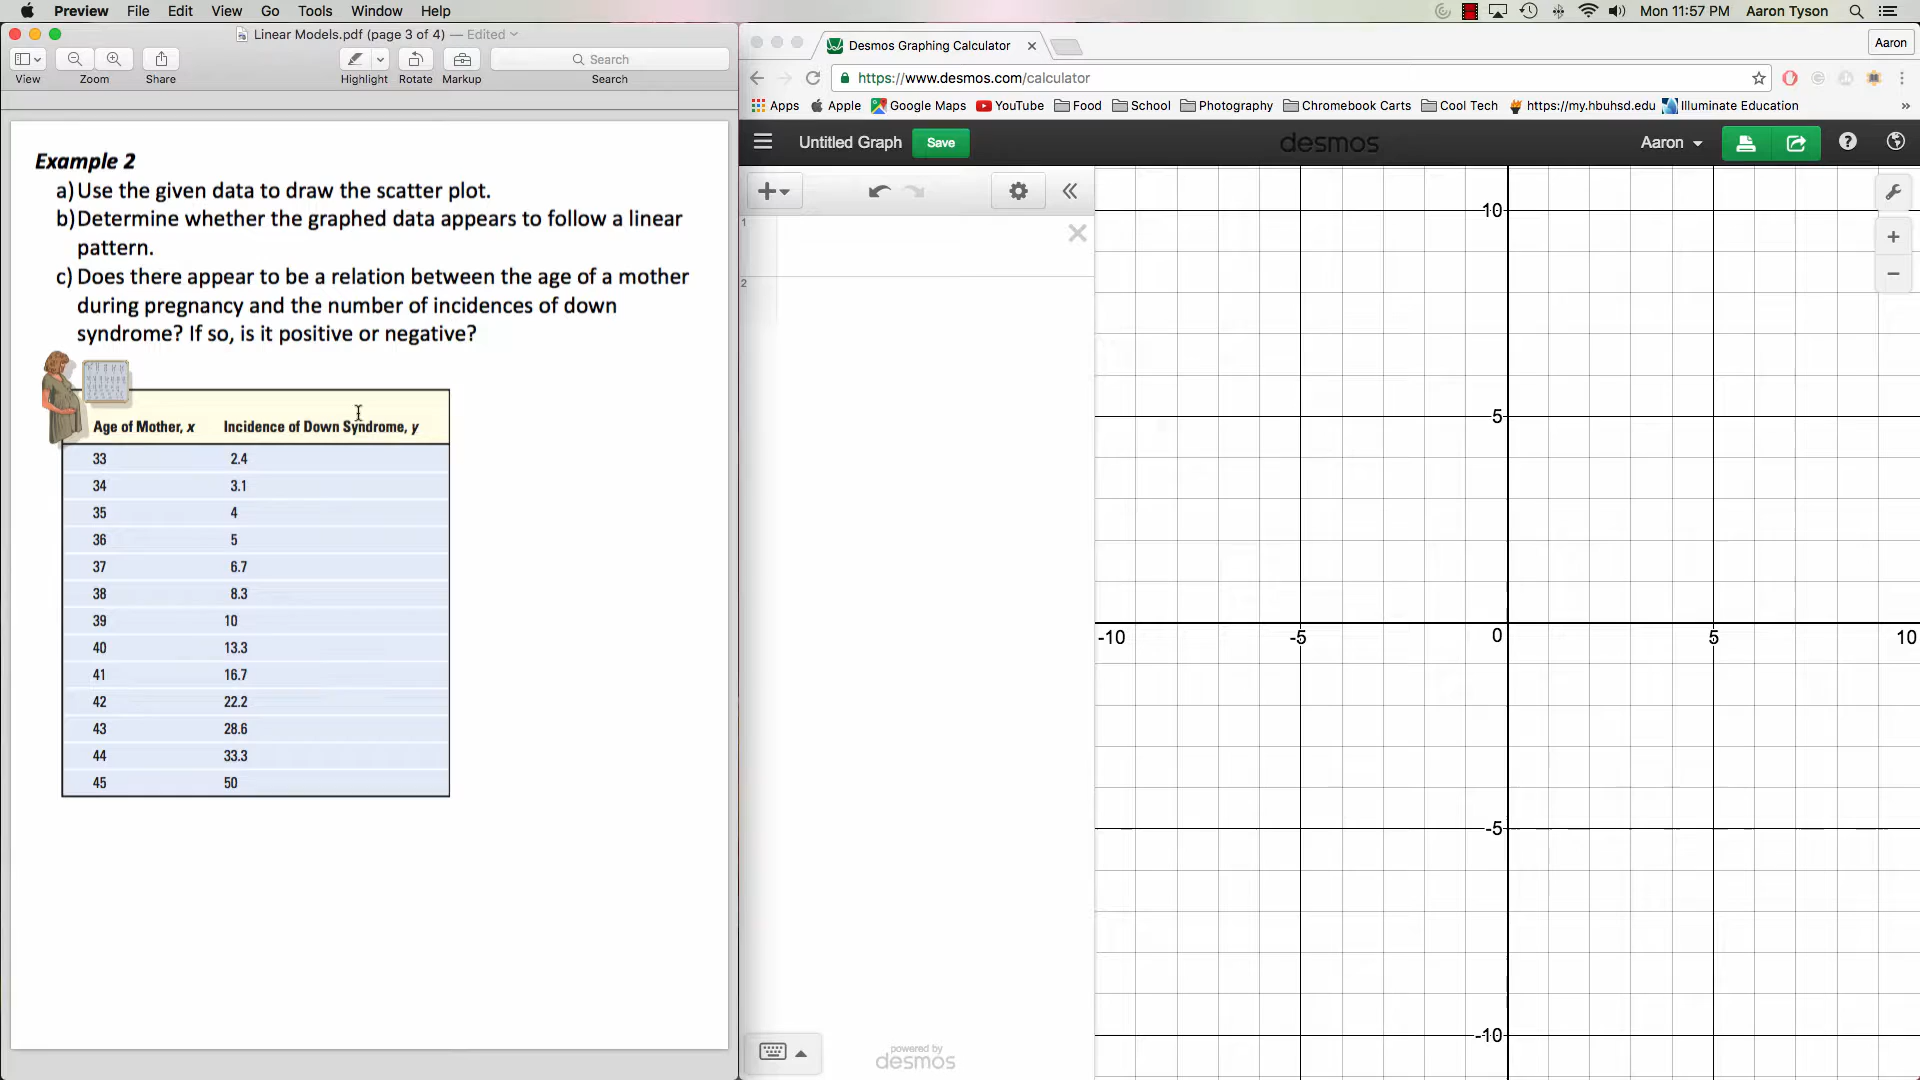 Preview File Edit View Go Tools Window Help
Mon 11:57 PM Aaron Tyson
Linear Models.pdf (page 3 of 4) — Edited
View Zoom Share Highlight Rotate Markup Search
Search
Example 2
a) Use the given data to draw the scatter plot.
b) Determine whether the graphed data appears to follow a linear
pattern.
c) Does there appear to be a relation between the age of a mother
during pregnancy and the number of incidences of down
syndrome? If so, is it positive or negative?
Age of Mother, x Incidence of Down Syndrome, y
33 2.4
34 3.1
35 4
36 5
37 6.7
38 8.3
39 10
40 13.3
41 16.7
42 22.2
43 28.6
44 33.3
45 50
Desmos Graphing Calculator
Aaron
https://www.desmos.com/calculator
Apps Apple Google Maps YouTube Food School Photography Chromebook Carts Cool Tech https://my.hbuhsd.edu Illuminate Education »
Untitled Graph Save desmos Aaron
1
2
10
5
-10 -5 0 5 10
-5
-10
powered by
desmos